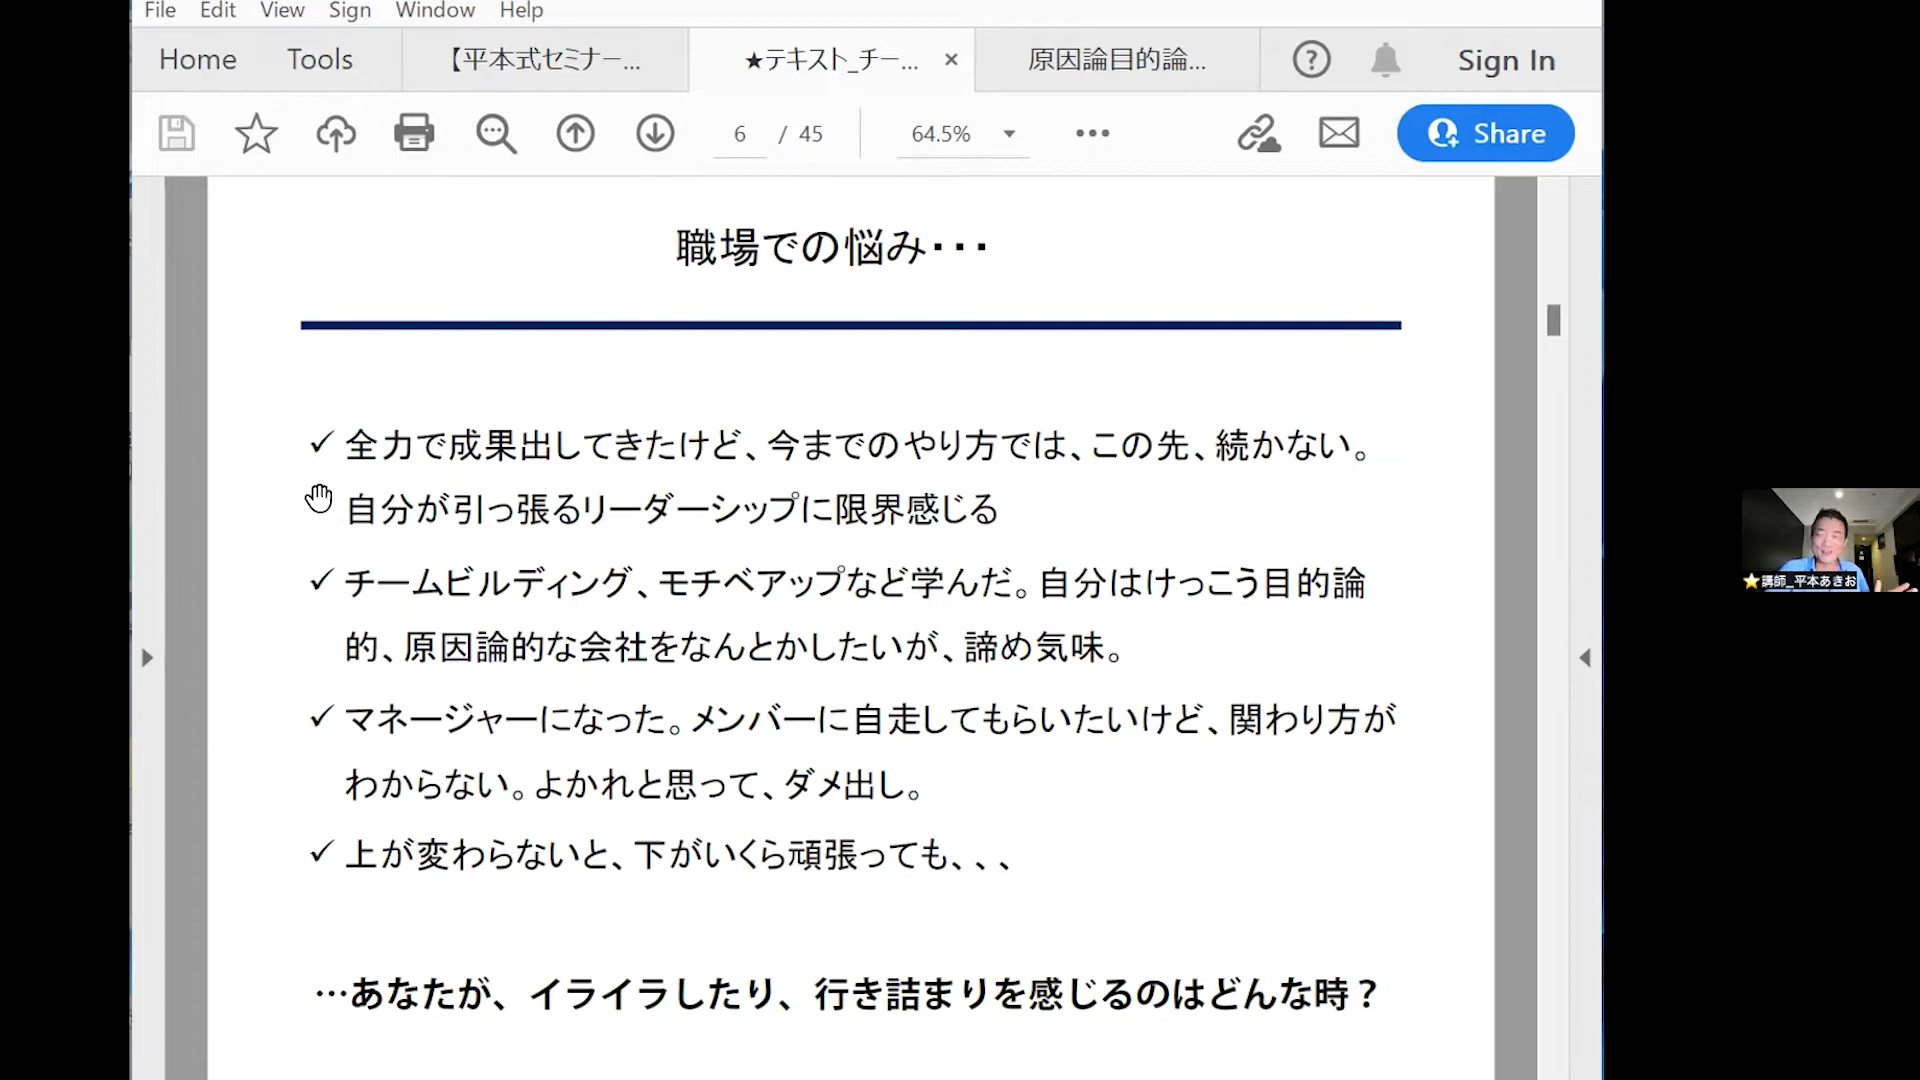 File Edit View Sign Window Help
Home Tools 【平本式セミナー... ★テキスト_チー... × 原因論目的論... ? Sign In
6 / 45 64.5% Share
職場での悩み・・・
✓ 全力で成果出してきたけど、今までのやり方では、この先、続かない。
自分が引っ張るリーダーシップに限界感じる
✓ チームビルディング、モチベアップなど学んだ。自分はけっこう目的論
的、原因論的な会社をなんとかしたいが、諦め気味。
✓ マネージャーになった。メンバーに自走してもらいたいけど、関わり方が
わからない。よかれと思って、ダメ出し。
✓ 上が変わらないと、下がいくら頑張っても、、、
…あなたが、イライラしたり、行き詰まりを感じるのはどんな時？
講師_平本あきお